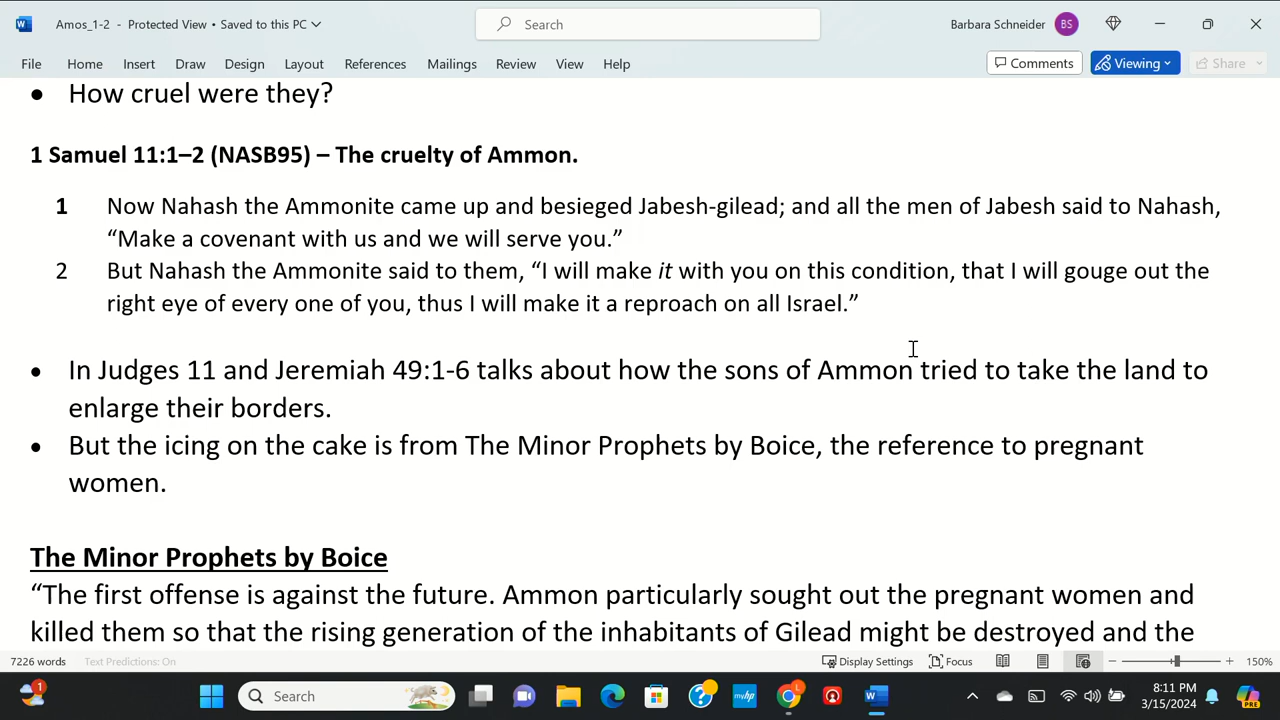 Amos_1-2 - Protected View • Saved to this PC
Search
Barbara Schneider
BS
File Home Insert Draw Design Layout References Mailings Review View Help
Comments Viewing Share
• How cruel were they?
1 Samuel 11:1–2 (NASB95) – The cruelty of Ammon.
1 Now Nahash the Ammonite came up and besieged Jabesh-gilead; and all the men of Jabesh said to Nahash,
“Make a covenant with us and we will serve you.”
2 But Nahash the Ammonite said to them, “I will make it with you on this condition, that I will gouge out the
right eye of every one of you, thus I will make it a reproach on all Israel.”
• In Judges 11 and Jeremiah 49:1-6 talks about how the sons of Ammon tried to take the land to
enlarge their borders.
• But the icing on the cake is from The Minor Prophets by Boice, the reference to pregnant
women.
The Minor Prophets by Boice
“The first offense is against the future. Ammon particularly sought out the pregnant women and
killed them so that the rising generation of the inhabitants of Gilead might be destroyed and the
7226 words Text Predictions: On Display Settings Focus 150%
1 Search myhp L PRE
8:11 PM
3/15/2024